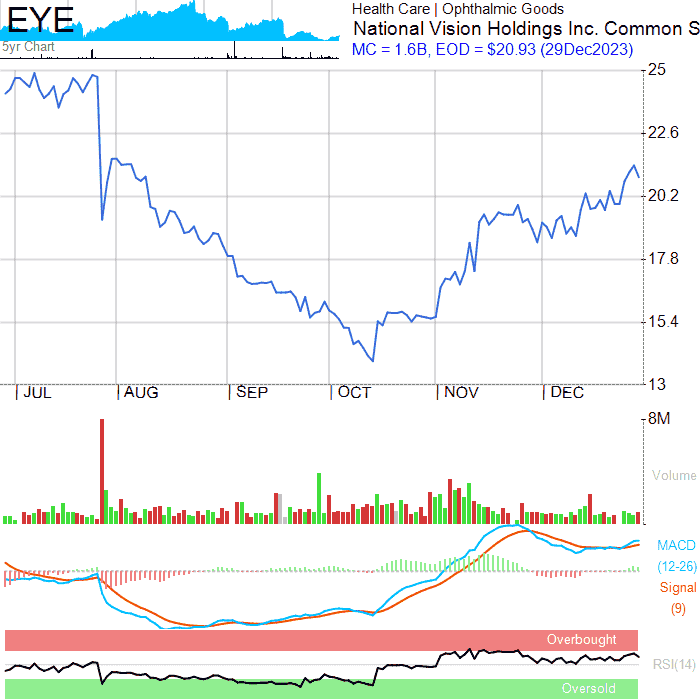 EYE
5yr Chart
Health Care | Ophthalmic Goods
National Vision Holdings Inc. Common S
MC = 1.6B, EOD = $20.93 (29Dec2023)
25
22.6
20.2
17.8
15.4
13
|JUL |AUG |SEP |OCT |NOV |DEC
8M
Volume
MACD
(12-26)
Signal
(9)
Overbought
RSI(14)
Oversold